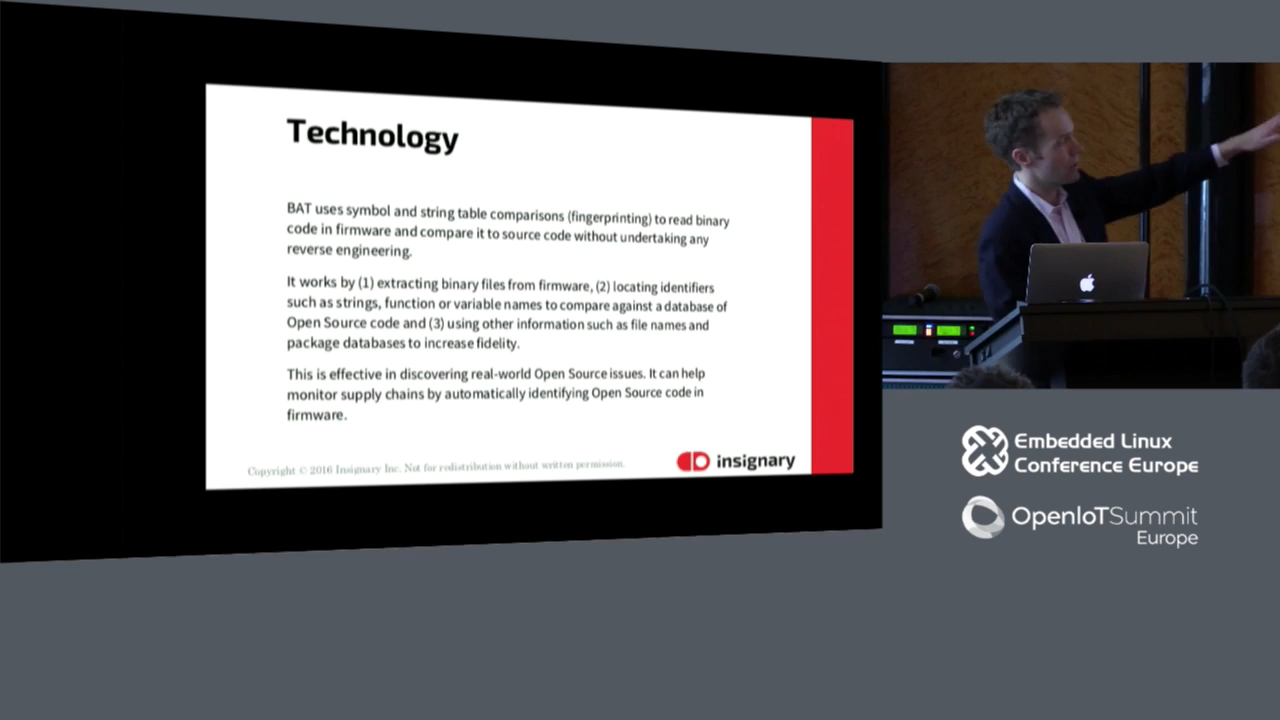 Technology
BAT uses symbol and string table comparisons (fingerprinting) to read binary
code in firmware and compare it to source code without undertaking any
reverse engineering.
It works by (1) extracting binary files from firmware, (2) locating identifiers
such as strings, function or variable names to compare against a database of
Open Source code and (3) using other information such as file names and
package databases to increase fidelity.
This is effective in discovering real-world Open Source issues. It can help
monitor supply chains by automatically identifying Open Source code in
firmware.
Copyright © 2016 Insignary Inc. Not for redistribution without written permission.
insignary
Embedded Linux
Conference Europe
OpenIoTSummit
Europe